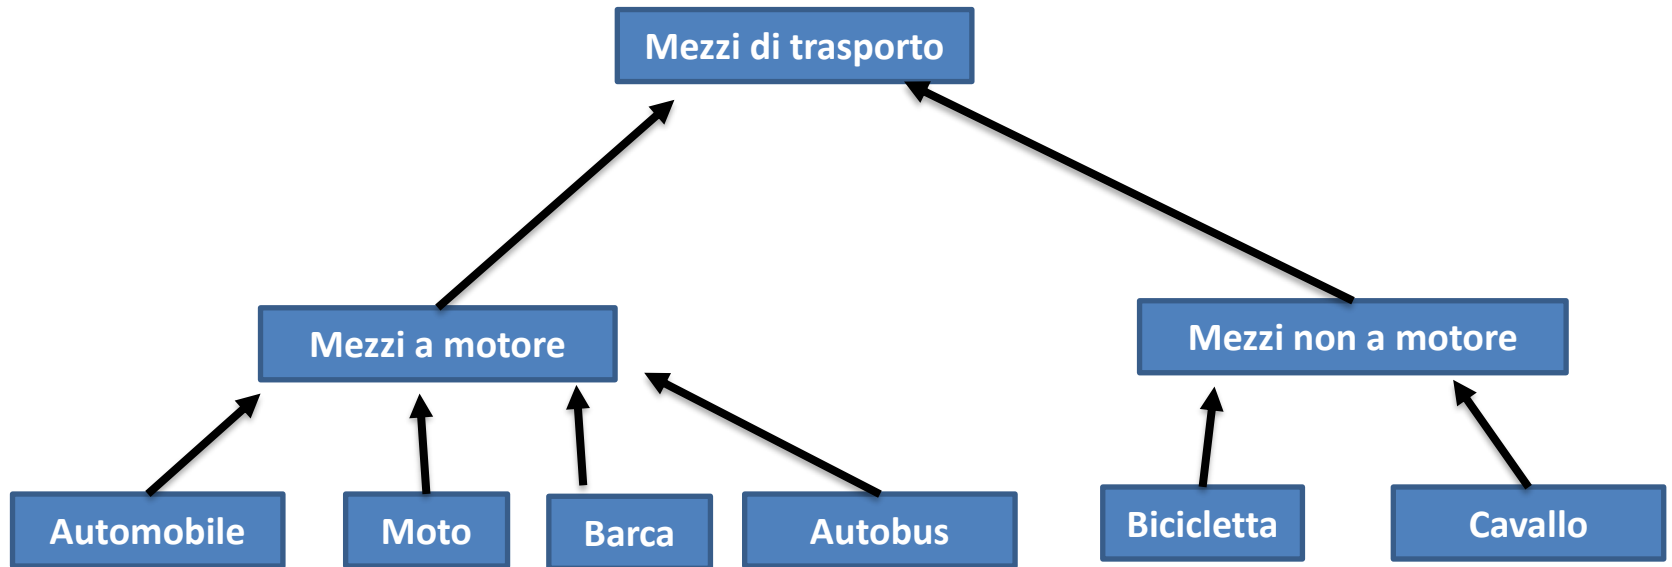 Mezzi di trasporto
Mezzi a motore
Mezzi non a motore
Automobile
Moto
Barca
Autobus
Bicicletta
Cavallo